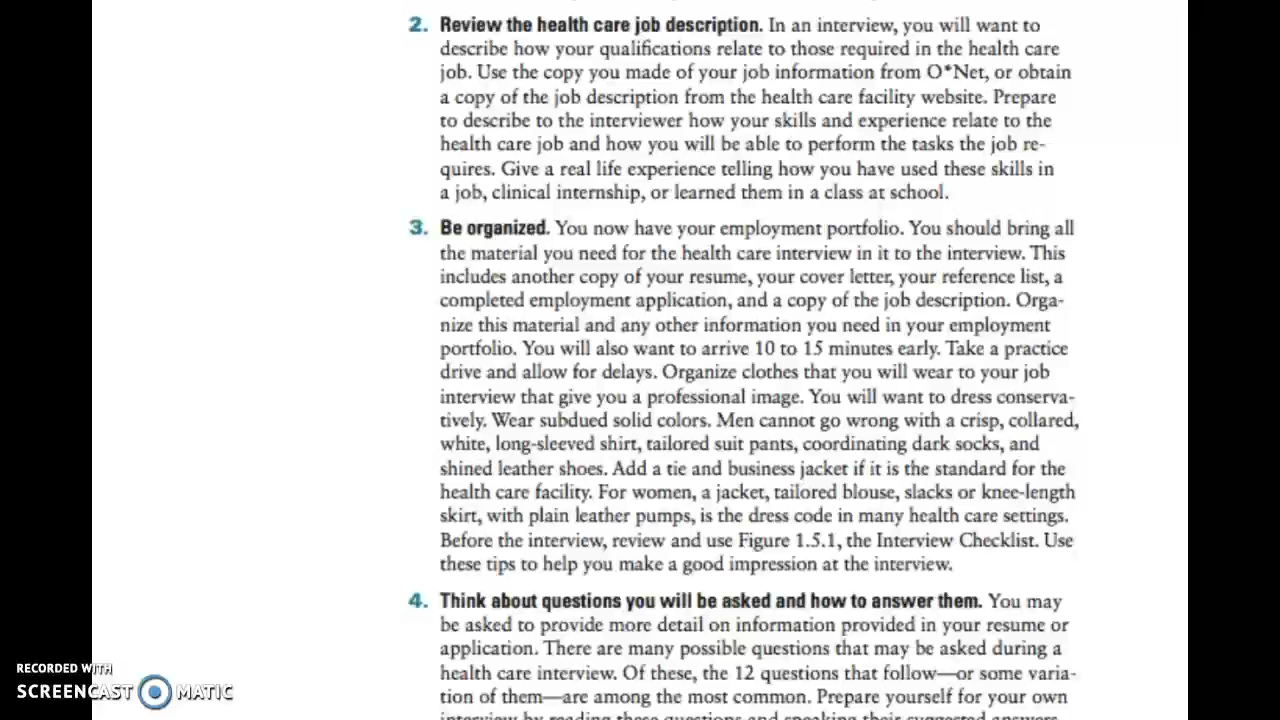 2. Review the health care job description. In an interview, you will want to
describe how your qualifications relate to those required in the health care
job. Use the copy you made of your job information from O*Net, or obtain
a copy of the job description from the health care facility website. Prepare
to describe to the interviewer how your skills and experience relate to the
health care job and how you will be able to perform the tasks the job re-
quires. Give a real life experience telling how you have used these skills in
a job, clinical internship, or learned them in a class at school.
3. Be organized. You now have your employment portfolio. You should bring all
the material you need for the health care interview in it to the interview. This
includes another copy of your resume, your cover letter, your reference list, a
completed employment application, and a copy of the job description. Orga-
nize this material and any other information you need in your employment
portfolio. You will also want to arrive 10 to 15 minutes early. Take a practice
drive and allow for delays. Organize clothes that you will wear to your job
interview that give you a professional image. You will want to dress conserva-
tively. Wear subdued solid colors. Men cannot go wrong with a crisp, collared,
white, long-sleeved shirt, tailored suit pants, coordinating dark socks, and
shined leather shoes. Add a tie and business jacket if it is the standard for the
health care facility. For women, a jacket, tailored blouse, slacks or knee-length
skirt, with plain leather pumps, is the dress code in many health care settings.
Before the interview, review and use Figure 1.5.1, the Interview Checklist. Use
these tips to help you make a good impression at the interview.
4. Think about questions you will be asked and how to answer them. You may
be asked to provide more detail on information provided in your resume or
application. There are many possible questions that may be asked during a
health care interview. Of these, the 12 questions that follow—or some varia-
tion of them—are among the most common. Prepare yourself for your own
interview by reading these questions and speaking their suggested answers
RECORDED WITH
SCREENCAST MATIC